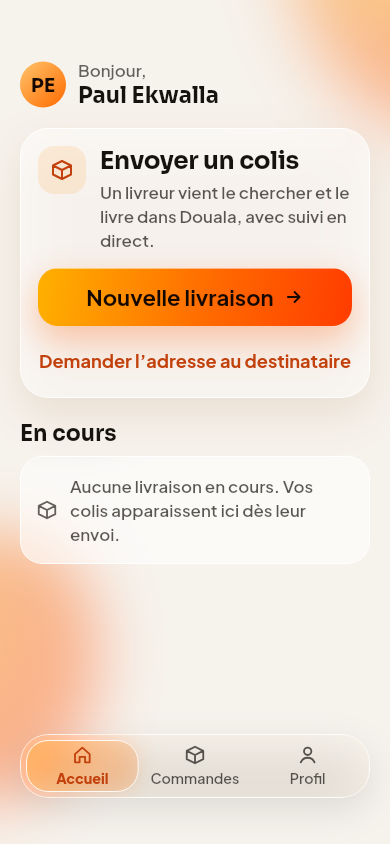 PE
Bonjour,
Paul Ekwalla
Envoyer un colis
Un livreur vient le chercher et le
livre dans Douala, avec suivi en
direct.
Nouvelle livraison →
Demander l’adresse au destinataire
En cours
Aucune livraison en cours. Vos
colis apparaissent ici dès leur
envoi.
Accueil
Commandes
Profil